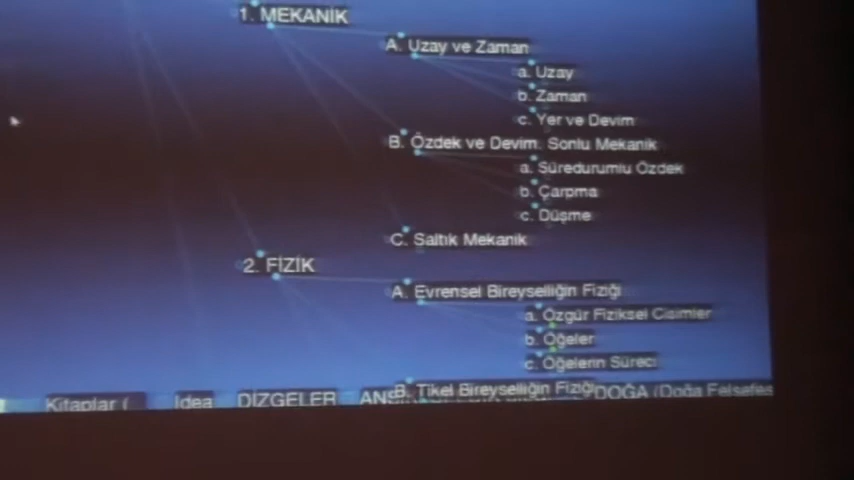 1. MEKANİK
A. Uzay ve Zaman
a. Uzay
b. Zaman
c. Yer ve Devim
B. Özdek ve Devim. Sonlu Mekanik
a. Süredurumlu Özdek
b. Çarpma
c. Düşme
C. Saltık Mekanik
2. FİZİK
A. Evrensel Bireyselliğin Fiziği
a. Özgür Fiziksel Cisimler
b. Öğeler
c. Öğelerin Süreci
B. Tikel Bireyselliğin Fiziği
Kitaplar ( Idea DİZGELER DOĞA (Doğa Felsefes